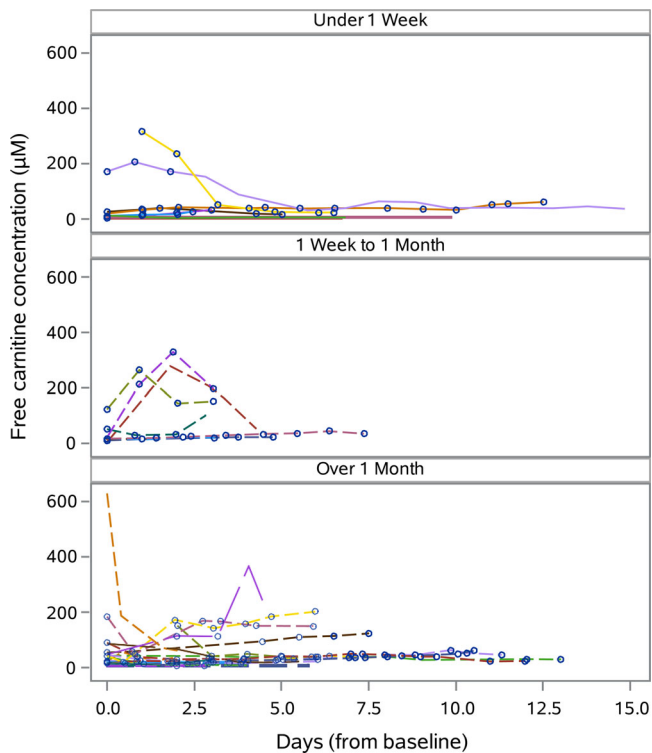 Under 1 Week
600
400
200
0
1 Week to 1 Month
600
400
200
0
Free carnitine concentration (µM)
Over 1 Month
600
400
200
0
0.0 2.5 5.0 7.5 10.0 12.5 15.0
Days (from baseline)